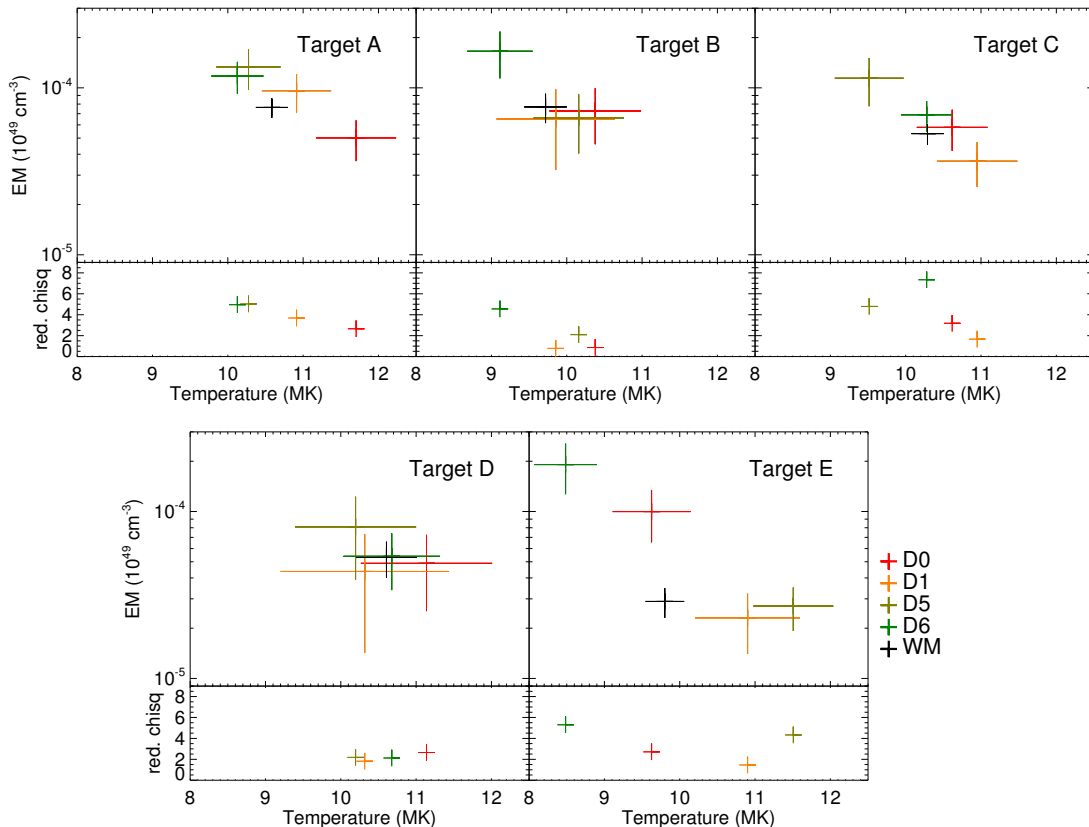 Target A
Target B
Target C
EM (10^49 cm^-3)
10^-4
10^-5
red. chisq
8
6
4
2
0
8 9 10 11 12
9 10 11 12
8 9 10 11 12
Temperature (MK)
Temperature (MK)
Temperature (MK)
Target D
Target E
EM (10^49 cm^-3)
10^-4
10^-5
D0
D1
D5
D6
WM
red. chisq
8
6
4
2
0
8 9 10 11 12
8 9 10 11 12
Temperature (MK)
Temperature (MK)